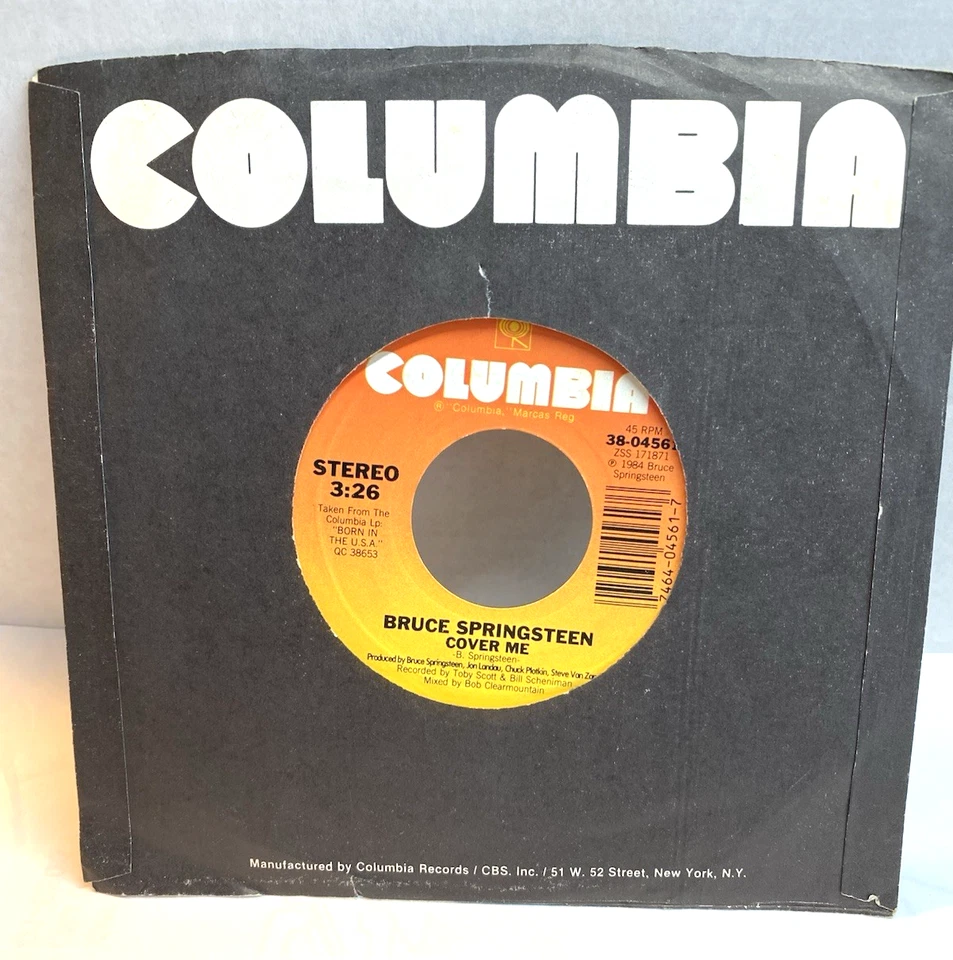 COLUMBIA
COLUMBIA
® "Columbia," Marcas Reg
45 RPM
38-04561
ZSS 171871
℗ 1984 Bruce
Springsteen
STEREO
3:26
Taken From The
Columbia Lp:
"BORN IN
THE U.S.A."
QC 38653
7464-04561-7
BRUCE SPRINGSTEEN
COVER ME
-B. Springsteen-
Produced by Bruce Springsteen, Jon Landau, Chuck Plotkin, Steve Van
Recorded by Toby Scott & Bill Scheniman
Mixed by Bob Clearmountain
Manufactured by Columbia Records / CBS. Inc. / 51 W. 52 Street, New York, N.Y.